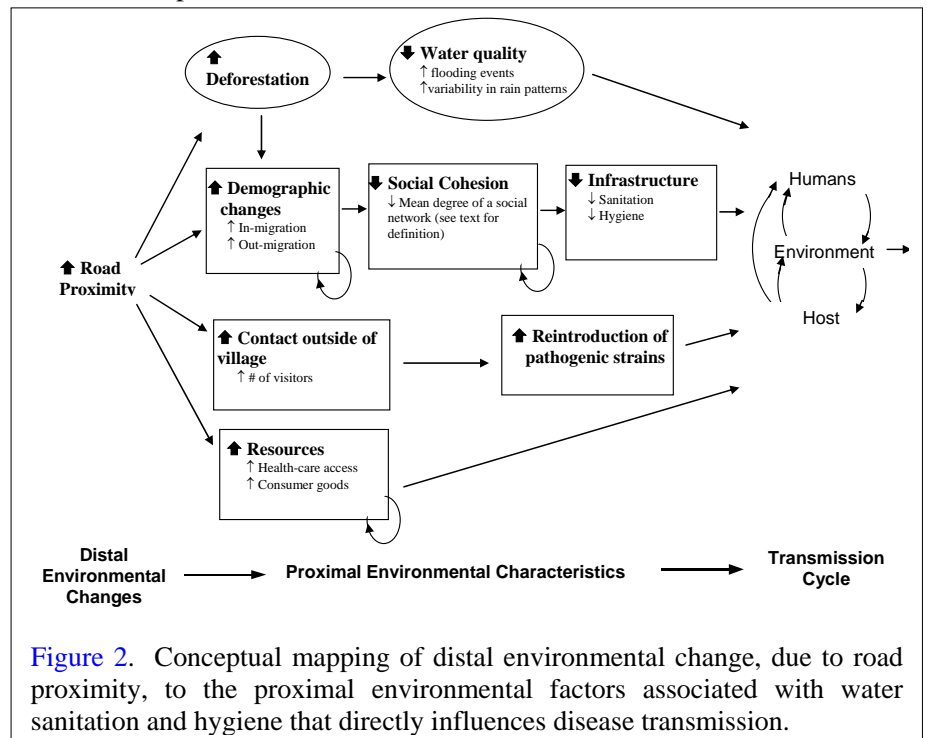 ⬆ Deforestation
⬇ Water quality
↑ flooding events
↑variability in rain patterns
⬆ Demographic
changes
↑ In-migration
↑ Out-migration
⬇ Social Cohesion
↓ Mean degree of a social
network (see text for
definition)
⬇ Infrastructure
↓ Sanitation
↓ Hygiene
Humans
Environment
Host
⬆ Road
Proximity
⬆ Contact outside of
village
↑ # of visitors
⬆ Reintroduction of
pathogenic strains
⬆ Resources
↑ Health-care access
↑ Consumer goods
Distal
Environmental
Changes
Proximal Environmental Characteristics
Transmission
Cycle
Figure 2. Conceptual mapping of distal environmental change, due to road
proximity, to the proximal environmental factors associated with water
sanitation and hygiene that directly influences disease transmission.